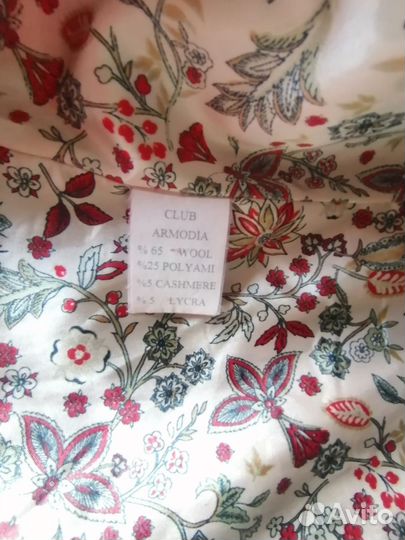 CLUB
ARMODIA
% 65 WOOL
%25 POLYAMI
%5 CASHMERE
% 5 LYCRA
Avito